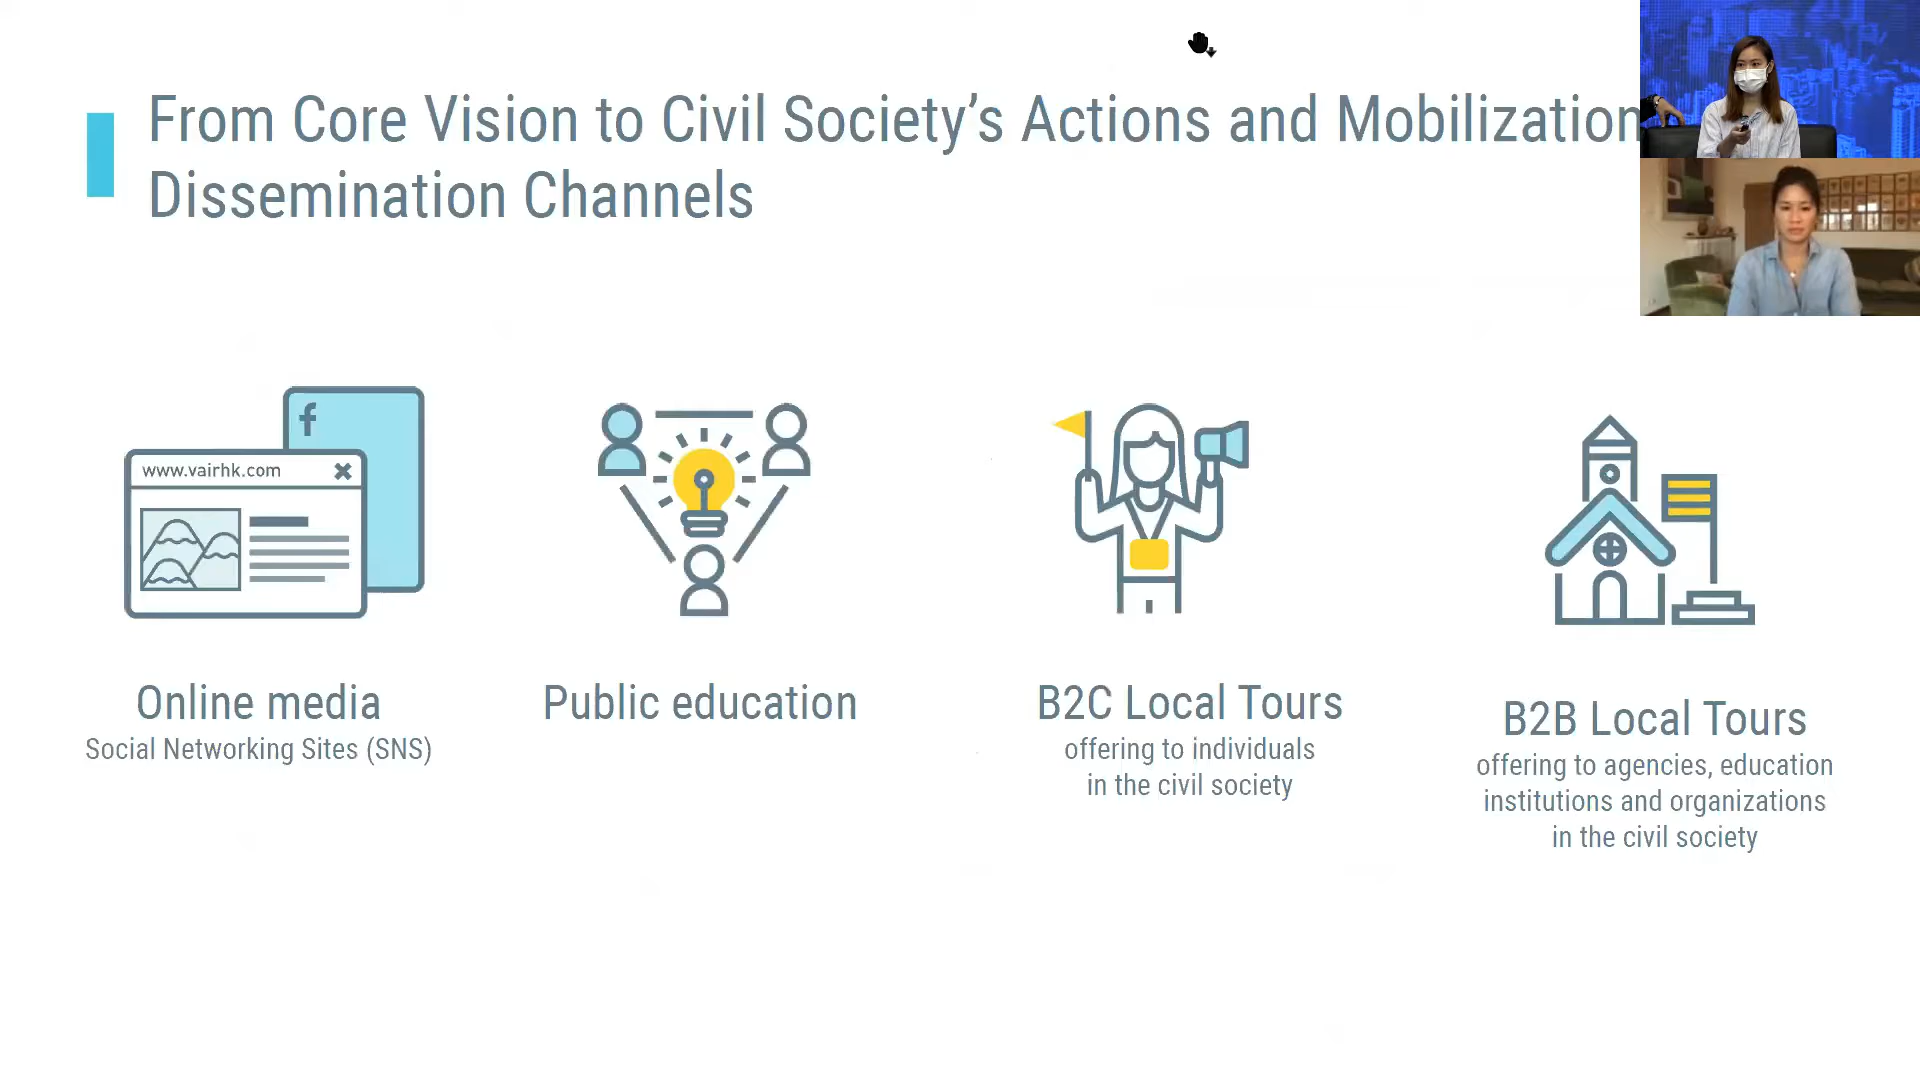 From Core Vision to Civil Society’s Actions and Mobilization
Dissemination Channels
f
www.vairhk.com
Online media
Social Networking Sites (SNS)
Public education
B2C Local Tours
offering to individuals
in the civil society
B2B Local Tours
offering to agencies, education
institutions and organizations
in the civil society